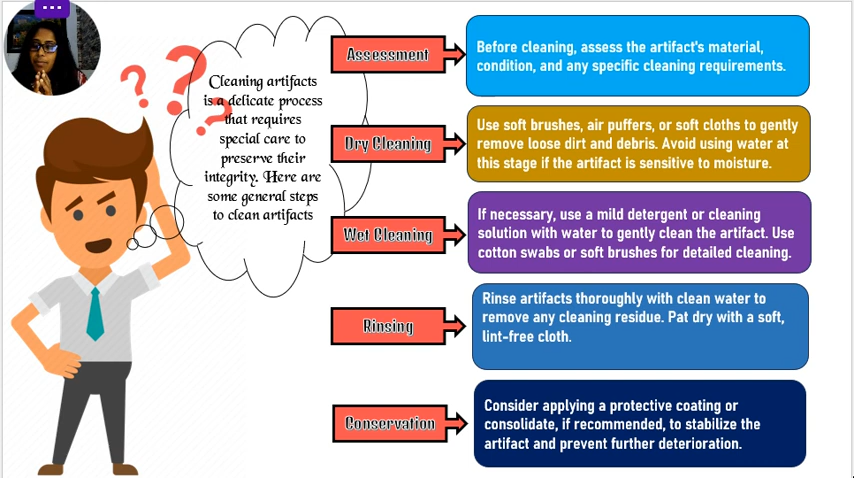 Cleaning artifacts
is a delicate process
that requires
special care to
preserve their
integrity. Here are
some general steps
to clean artifacts
Assessment
Before cleaning, assess the artifact's material,
condition, and any specific cleaning requirements.
Dry Cleaning
Use soft brushes, air puffers, or soft cloths to gently
remove loose dirt and debris. Avoid using water at
this stage if the artifact is sensitive to moisture.
Wet Cleaning
If necessary, use a mild detergent or cleaning
solution with water to gently clean the artifact. Use
cotton swabs or soft brushes for detailed cleaning.
Rinsing
Rinse artifacts thoroughly with clean water to
remove any cleaning residue. Pat dry with a soft,
lint-free cloth.
Conservation
Consider applying a protective coating or
consolidate, if recommended, to stabilize the
artifact and prevent further deterioration.